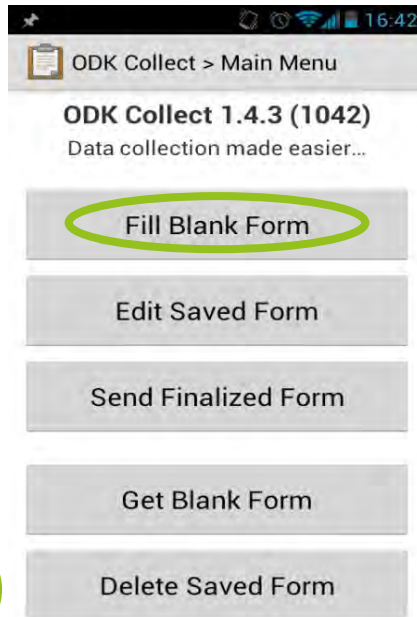 16:42
ODK Collect > Main Menu
ODK Collect 1.4.3 (1042)
Data collection made easier...
Fill Blank Form
Edit Saved Form
Send Finalized Form
Get Blank Form
Delete Saved Form